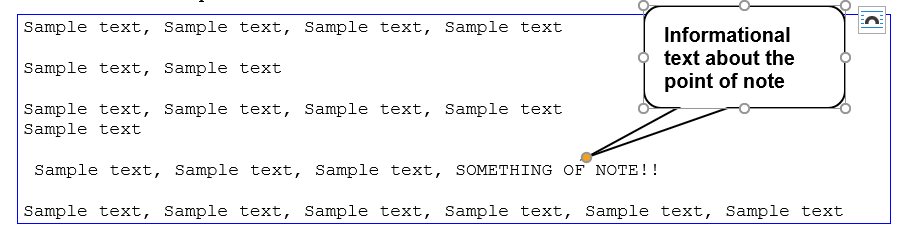 Sample text, Sample text, Sample text, Sample text
Informational
text about the
point of note
Sample text, Sample text
Sample text, Sample text, Sample text, Sample text
Sample text
Sample text, Sample text, Sample text, SOMETHING OF NOTE!!
Sample text, Sample text, Sample text, Sample text, Sample text, Sample text